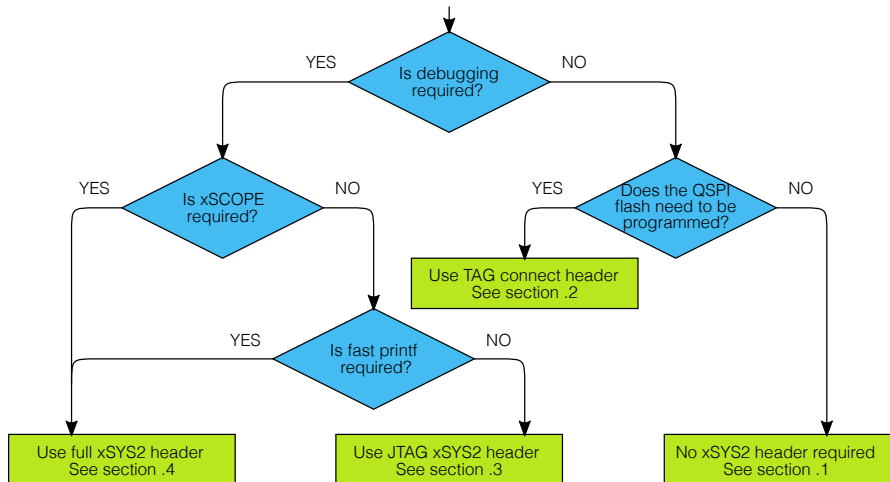 YES
Is debugging
required?
NO
YES
Is xSCOPE
required?
NO
YES
Does the QSPI
flash need to be
programmed?
NO
Use TAG connect header
See section .2
YES
Is fast printf
required?
NO
Use full xSYS2 header
See section .4
Use JTAG xSYS2 header
See section .3
No xSYS2 header required
See section .1